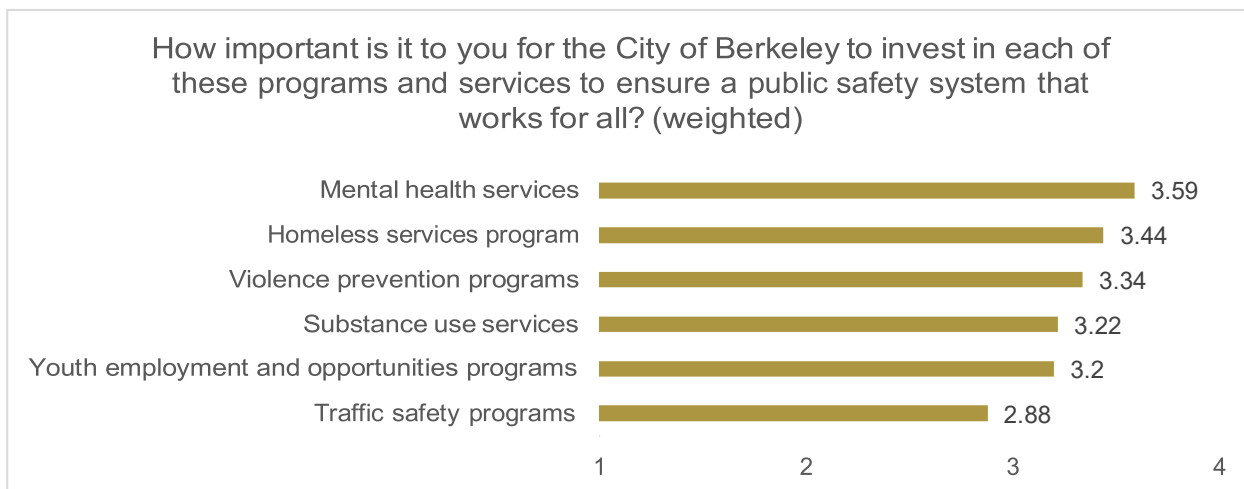 How important is it to you for the City of Berkeley to invest in each of
these programs and services to ensure a public safety system that
works for all? (weighted)
Mental health services 3.59
Homeless services program 3.44
Violence prevention programs 3.34
Substance use services 3.22
Youth employment and opportunities programs 3.2
Traffic safety programs 2.88
1 2 3 4